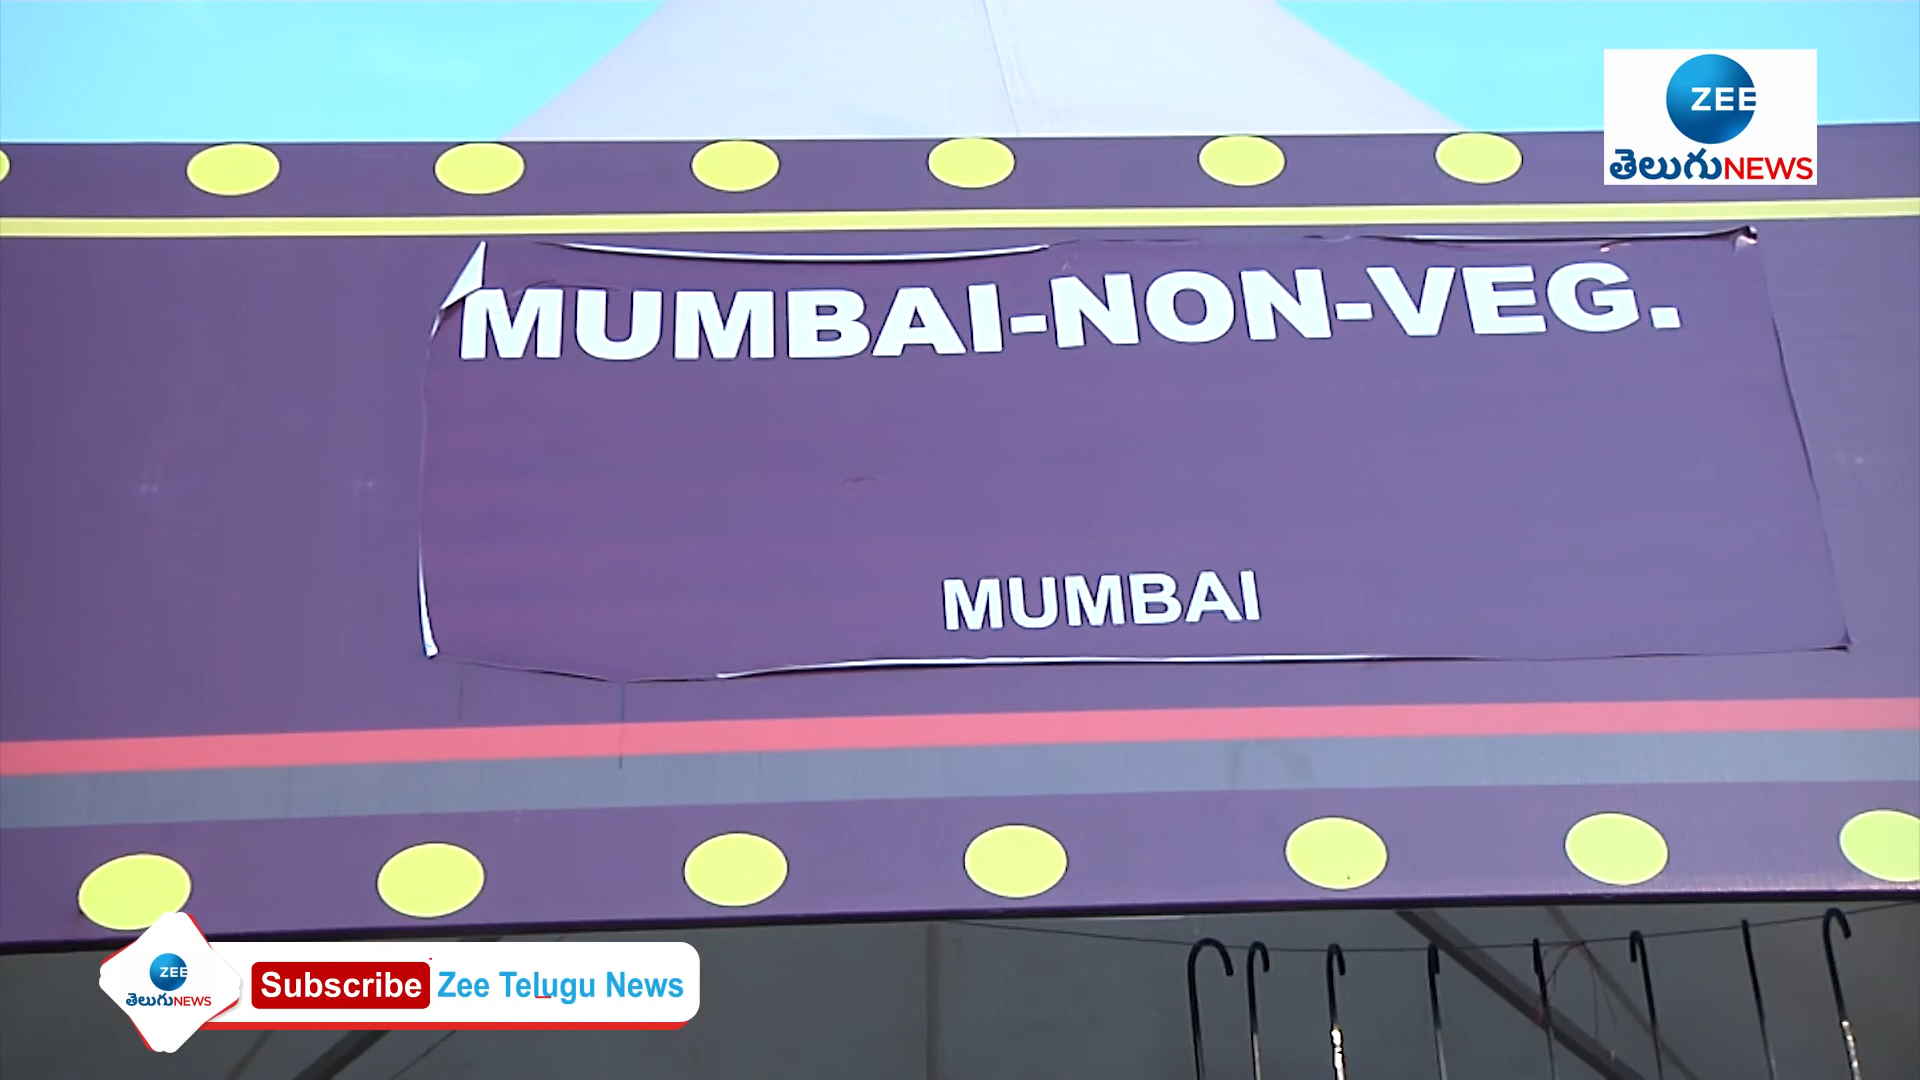 ZEE
తెలుగు NEWS
MUMBAI-NON-VEG.
MUMBAI
ZEE
తెలుగు NEWS
Subscribe Zee Telugu News